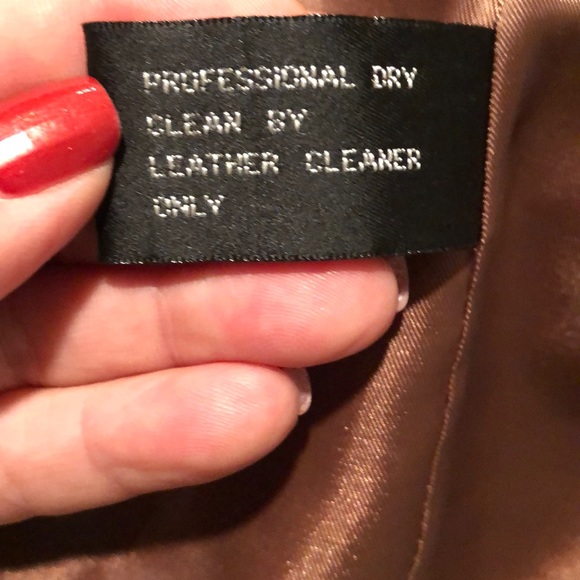 PROFESSIONAL DRY
CLEAN BY
LEATHER CLEANER
ONLY